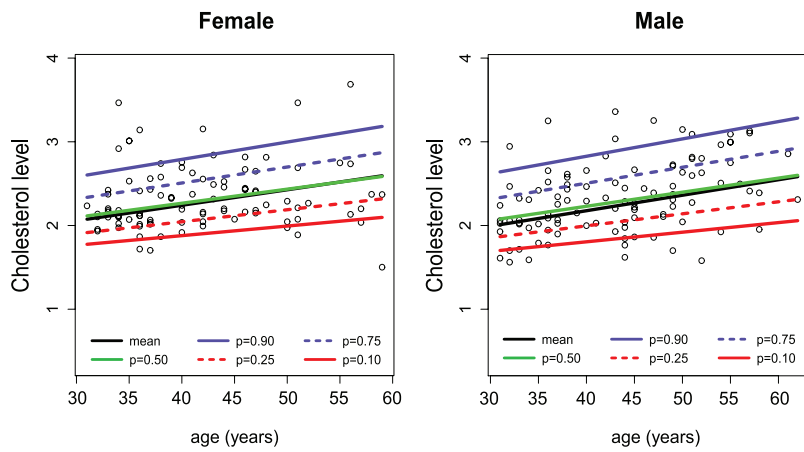 Female
Cholesterol level
4
3
2
1
mean
p=0.90
p=0.75
p=0.50
p=0.25
p=0.10
30 35 40 45 50 55 60
age (years)
Male
Cholesterol level
4
3
2
1
mean
p=0.90
p=0.75
p=0.50
p=0.25
p=0.10
30 35 40 45 50 55 60
age (years)